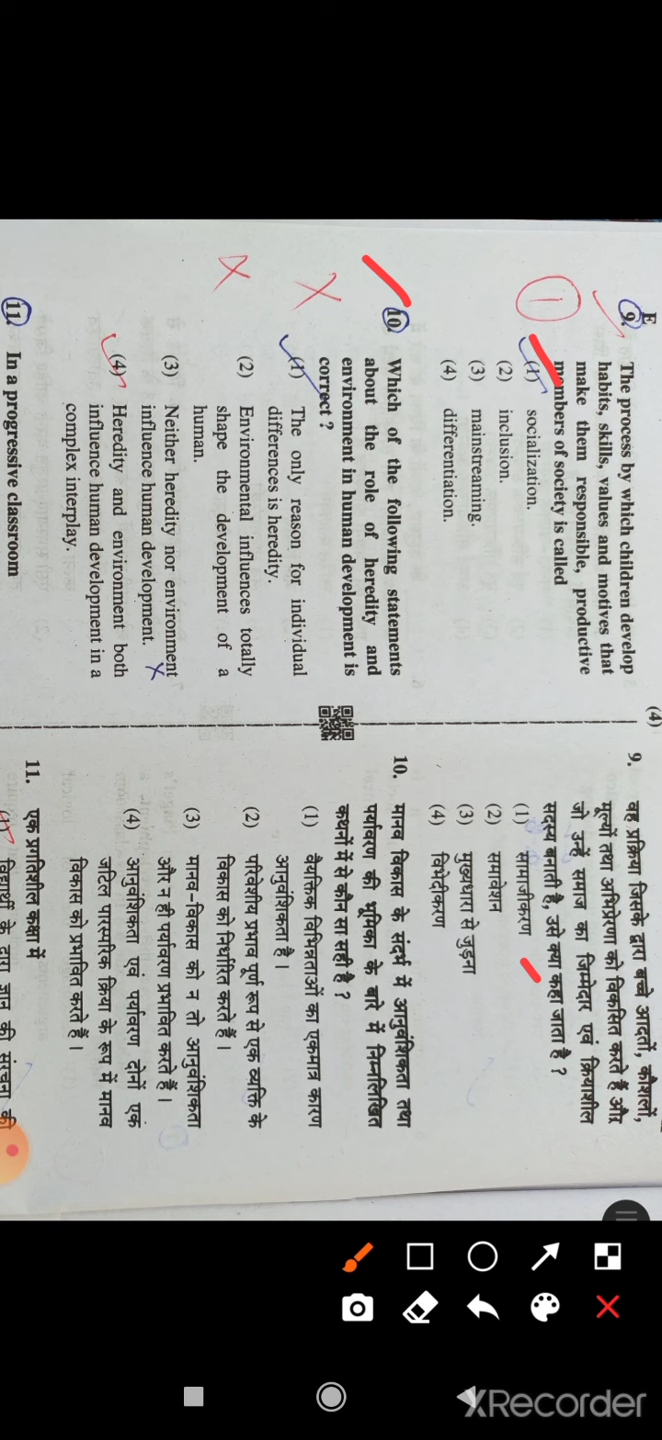 (4)
E
9. The process by which children develop
habits, skills, values and motives that
make them responsible, productive
members of society is called
(1) socialization.
(2) inclusion.
(3) mainstreaming.
(4) differentiation.
10. Which of the following statements
about the role of heredity and
environment in human development is
correct ?
(1) The only reason for individual
differences is heredity.
(2) Environmental influences totally
shape the development of a
human.
(3) Neither heredity nor environment
influence human development.
(4) Heredity and environment both
influence human development in a
complex interplay.
11. In a progressive classroom
9. वह प्रक्रिया जिसके द्वारा बच्चे आदतों, कौशलों,
मूल्यों तथा अभिप्रेरणा को विकसित करते हैं और
जो उन्हें समाज का जिम्मेदार एवं क्रियाशील
सदस्य बनाती है, उसे क्या कहा जाता है ?
(1) सामाजीकरण
(2) समावेशन
(3) मुख्यधारा से जुड़ना
(4) विभेदीकरण
10. मानव विकास के संदर्भ में आनुवंशिकता तथा
पर्यावरण की भूमिका के बारे में निम्नलिखित
कथनों में से कौन सा सही है ?
(1) वैयक्तिक विभिन्नताओं का एकमात्र कारण
आनुवंशिकता है ।
(2) परिवेशीय प्रभाव पूर्ण रूप से एक व्यक्ति के
विकास को निर्धारित करते हैं ।
(3) मानव-विकास को न तो आनुवंशिकता
और न ही पर्यावरण प्रभावित करते हैं ।
(4) आनुवंशिकता एवं पर्यावरण दोनों एक
जटिल पारस्परिक क्रिया के रूप में मानव
विकास को प्रभावित करते हैं ।
11. एक प्रगतिशील कक्षा में
(1) विद्यार्थी के द्वारा ज्ञान की संरचना की
1
XRecorder